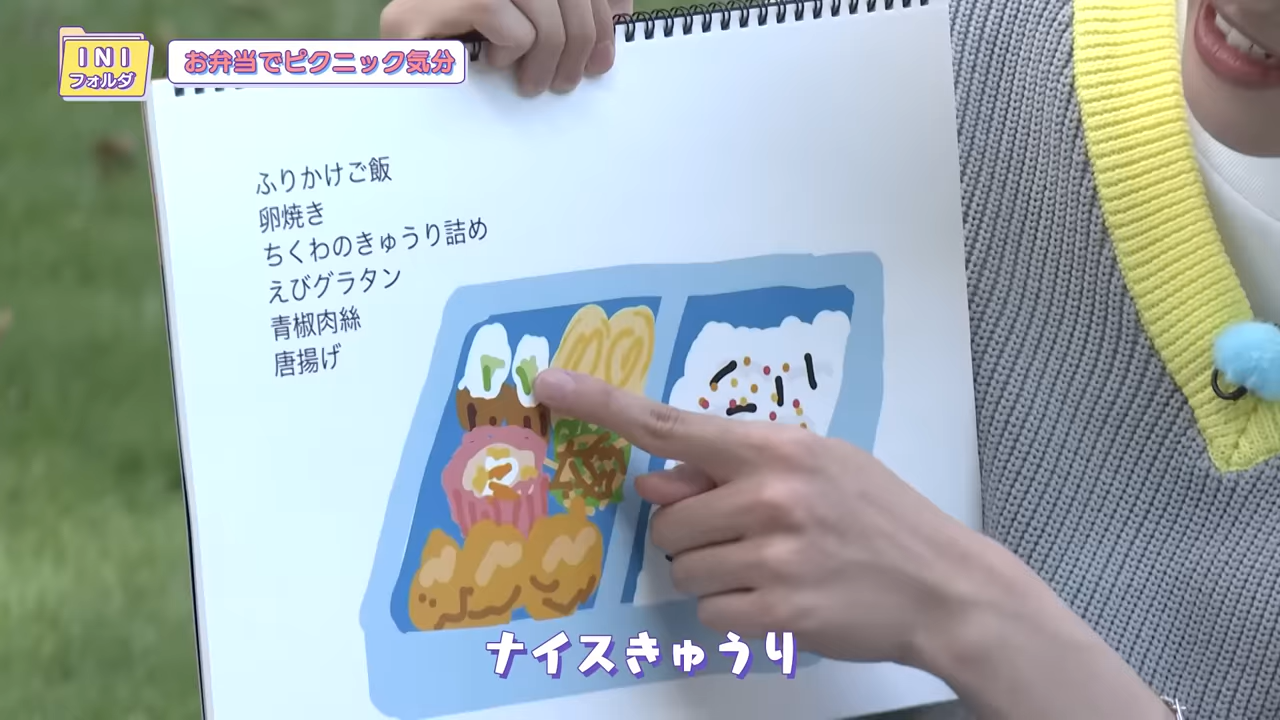 INI
フォルダ
お弁当でピクニック気分
ふりかけご飯
卵焼き
ちくわのきゅうり詰め
えびグラタン
青椒肉絲
唐揚げ
ナイスきゅうり